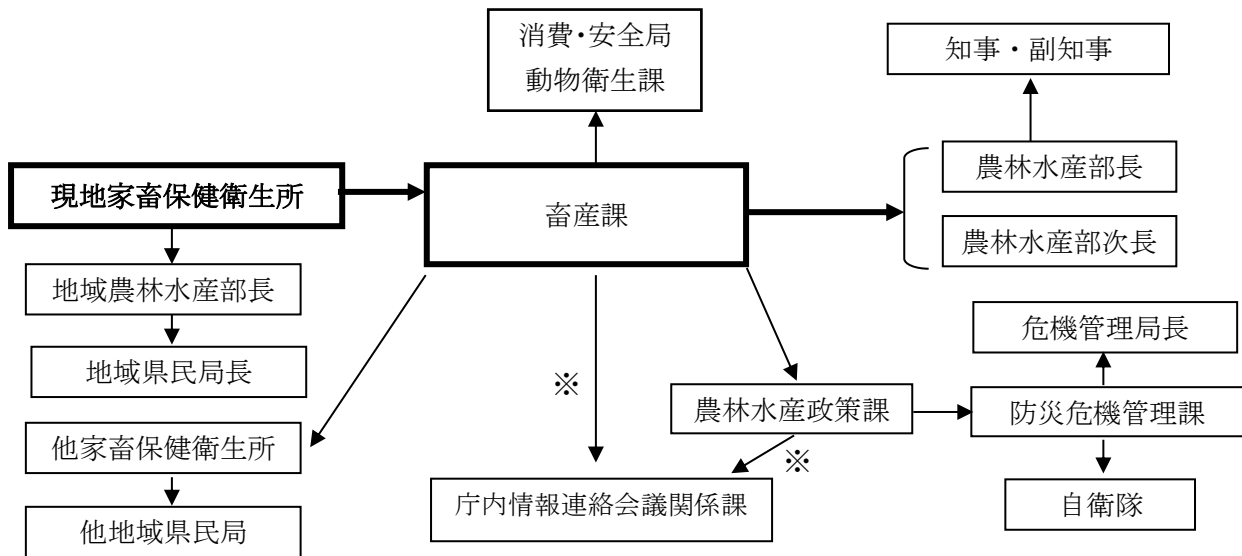 消費・安全局
動物衛生課
知事・副知事
現地家畜保健衛生所
畜産課
農林水産部長
農林水産部次長
地域農林水産部長
地域県民局長
他家畜保健衛生所
他地域県民局
※
農林水産政策課
※
庁内情報連絡会議関係課
危機管理局長
防災危機管理課
自衛隊